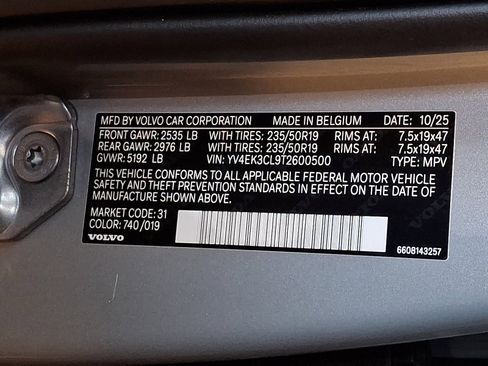 MFD BY VOLVO CAR CORPORATION MADE IN BELGIUM DATE: 10/25
FRONT GAWR: 2535 LB WITH TIRES: 235/50R19 RIMS AT: 7.5x19x47
REAR GAWR: 2976 LB WITH TIRES: 235/50R19 RIMS AT: 7.5x19x47
GVWR: 5192 LB VIN: YV4EK3CL9T2600500 TYPE: MPV
THIS VEHICLE CONFORMS TO ALL APPLICABLE FEDERAL MOTOR VEHICLE
SAFETY AND THEFT PREVENTION STANDARDS IN EFFECT ON THE DATE OF
MANUFACTURE SHOWN ABOVE.
MARKET CODE: 31
COLOR: 740/019
VOLVO
6608143257